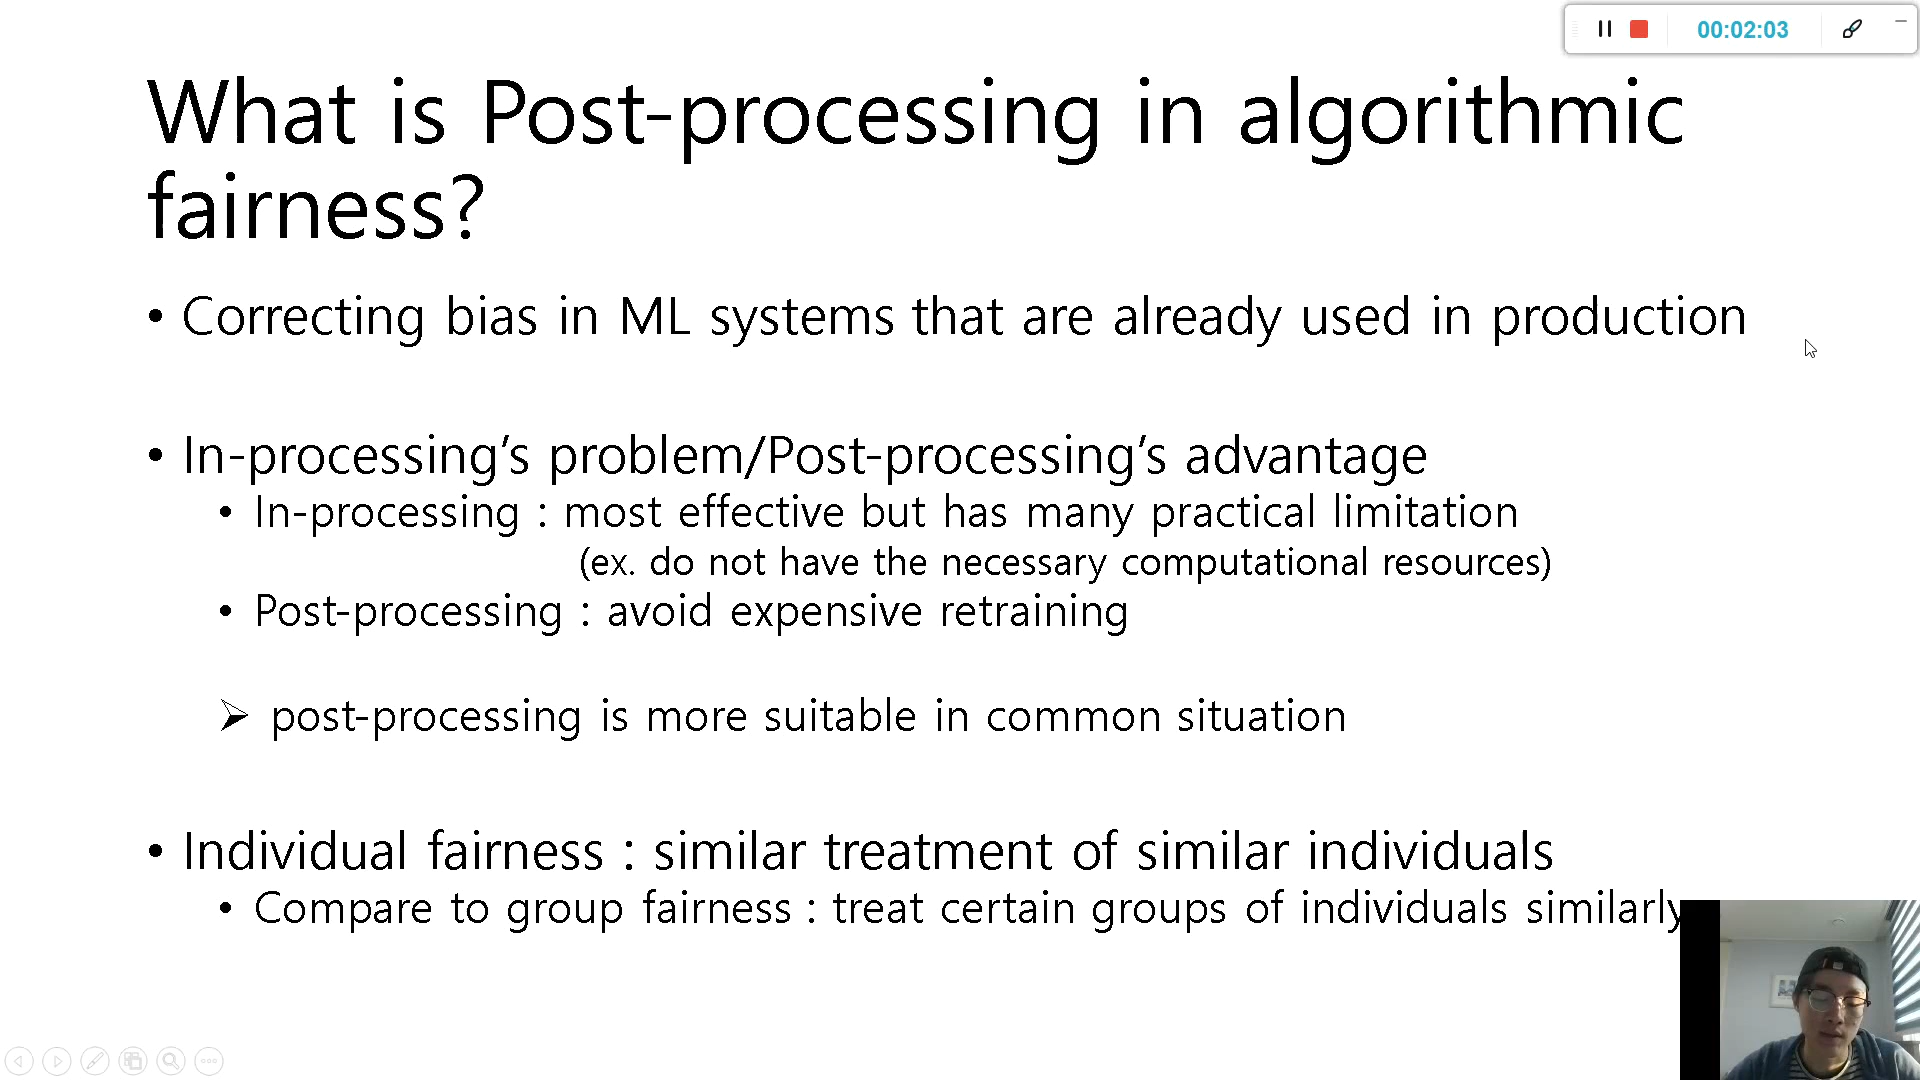 00:02:03
What is Post-processing in algorithmic
fairness?
• Correcting bias in ML systems that are already used in production
• In-processing’s problem/Post-processing’s advantage
• In-processing : most effective but has many practical limitation
(ex. do not have the necessary computational resources)
• Post-processing : avoid expensive retraining
➢ post-processing is more suitable in common situation
• Individual fairness : similar treatment of similar individuals
• Compare to group fairness : treat certain groups of individuals similarly